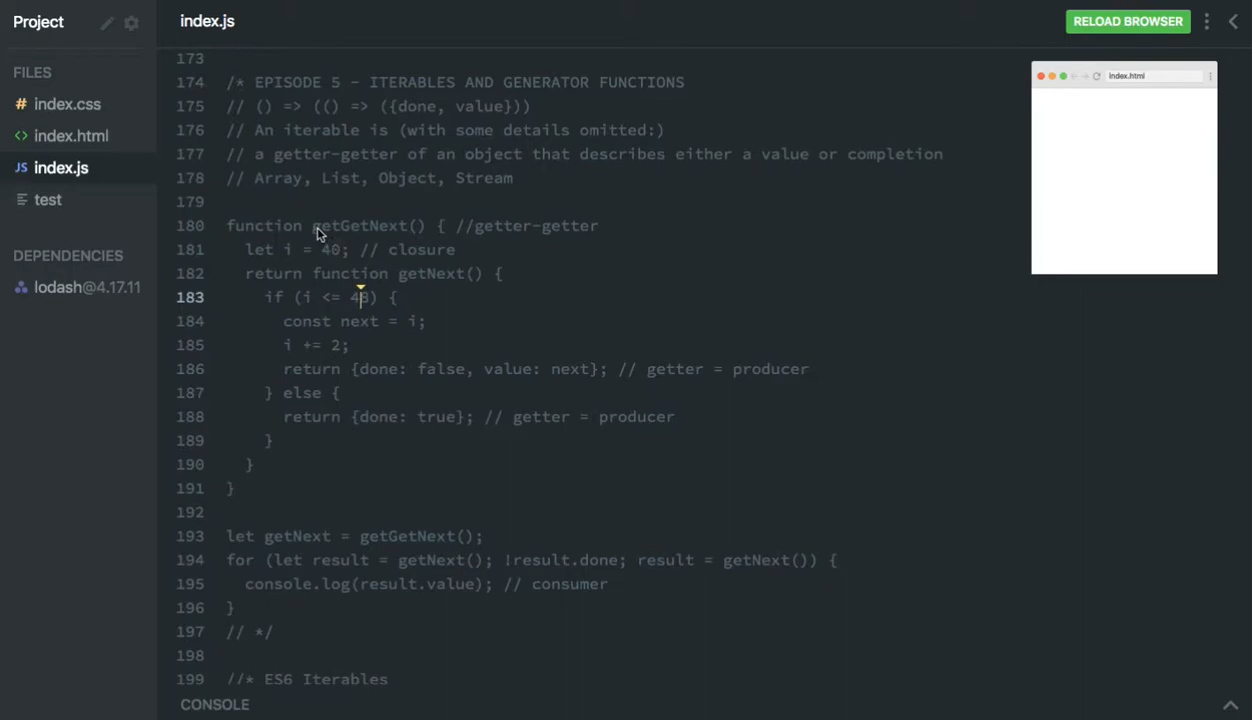 Project
index.js
RELOAD BROWSER
FILES
index.css
index.html
JS index.js
test
DEPENDENCIES
lodash@4.17.11
index.html
173
174 /* EPISODE 5 - ITERABLES AND GENERATOR FUNCTIONS
175 // () => (() => ({done, value}))
176 // An iterable is (with some details omitted:)
177 // a getter-getter of an object that describes either a value or completion
178 // Array, List, Object, Stream
179
180 function getGetNext() { //getter-getter
181 let i = 40; // closure
182 return function getNext() {
183 if (i <= 48) {
184 const next = i;
185 i += 2;
186 return {done: false, value: next}; // getter = producer
187 } else {
188 return {done: true}; // getter = producer
189 }
190 }
191 }
192
193 let getNext = getGetNext();
194 for (let result = getNext(); !result.done; result = getNext()) {
195 console.log(result.value); // consumer
196 }
197 // */
198
199 //* ES6 Iterables
CONSOLE